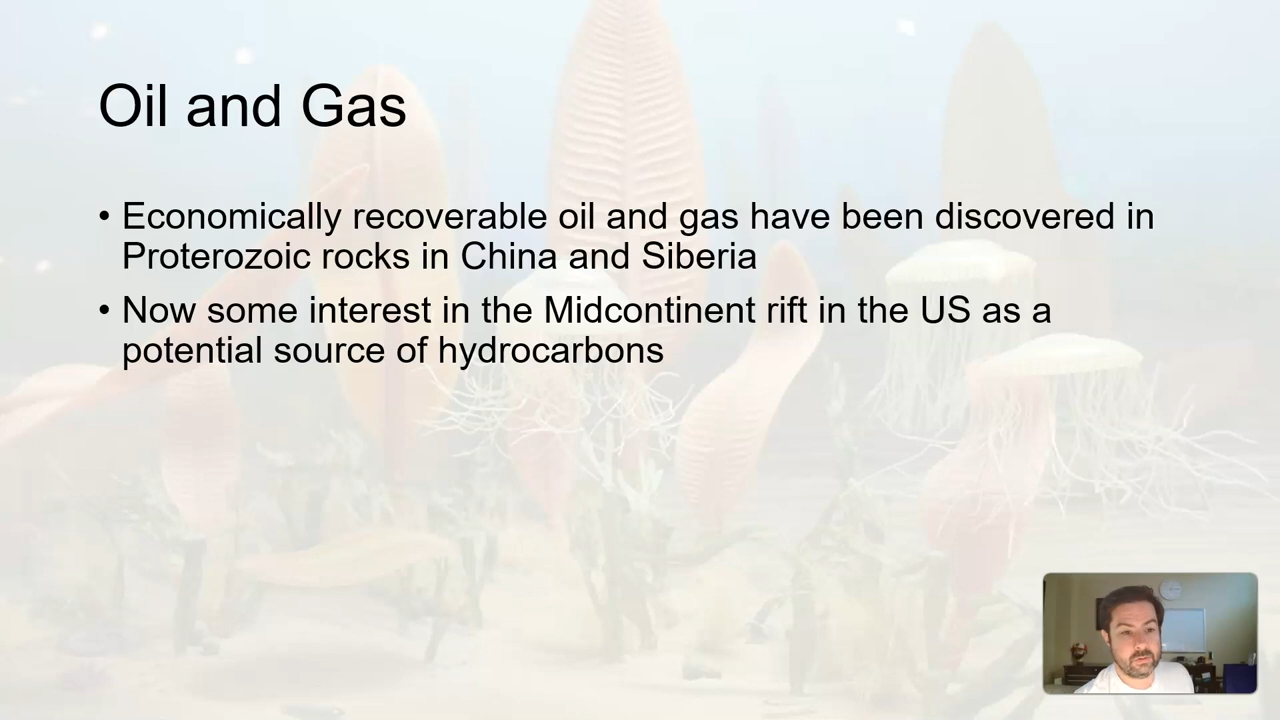 Oil and Gas
• Economically recoverable oil and gas have been discovered in
Proterozoic rocks in China and Siberia
• Now some interest in the Midcontinent rift in the US as a
potential source of hydrocarbons